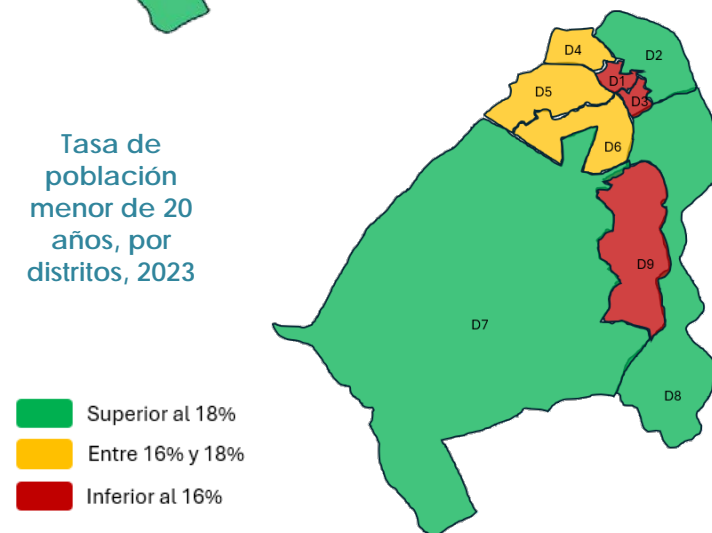 Tasa de
población
menor de 20
años, por
distritos, 2023
D4
D2
D1
D5
D3
D6
D9
D7
D8
Superior al 18%
Entre 16% y 18%
Inferior al 16%